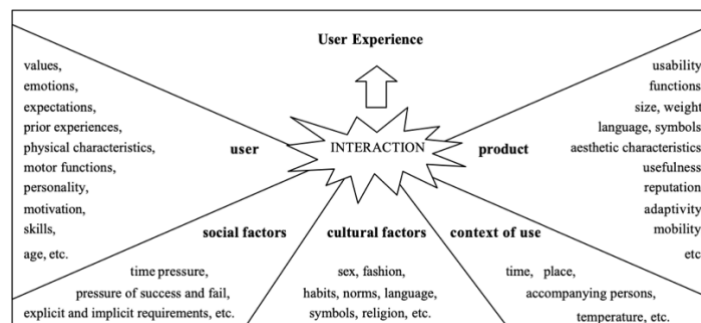 User Experience
values,
emotions,
expectations,
prior experiences,
physical characteristics,
motor functions,
personality,
motivation,
skills,
age, etc.
user
INTERACTION
product
usability
functions
size, weight
language, symbols
aesthetic characteristics
usefulness
reputation
adaptivity
mobility
etc
social factors
time pressure,
pressure of success and fail,
explicit and implicit requirements, etc.
cultural factors
sex, fashion,
habits, norms, language,
symbols, religion, etc.
context of use
time, place,
accompanying persons,
temperature, etc.